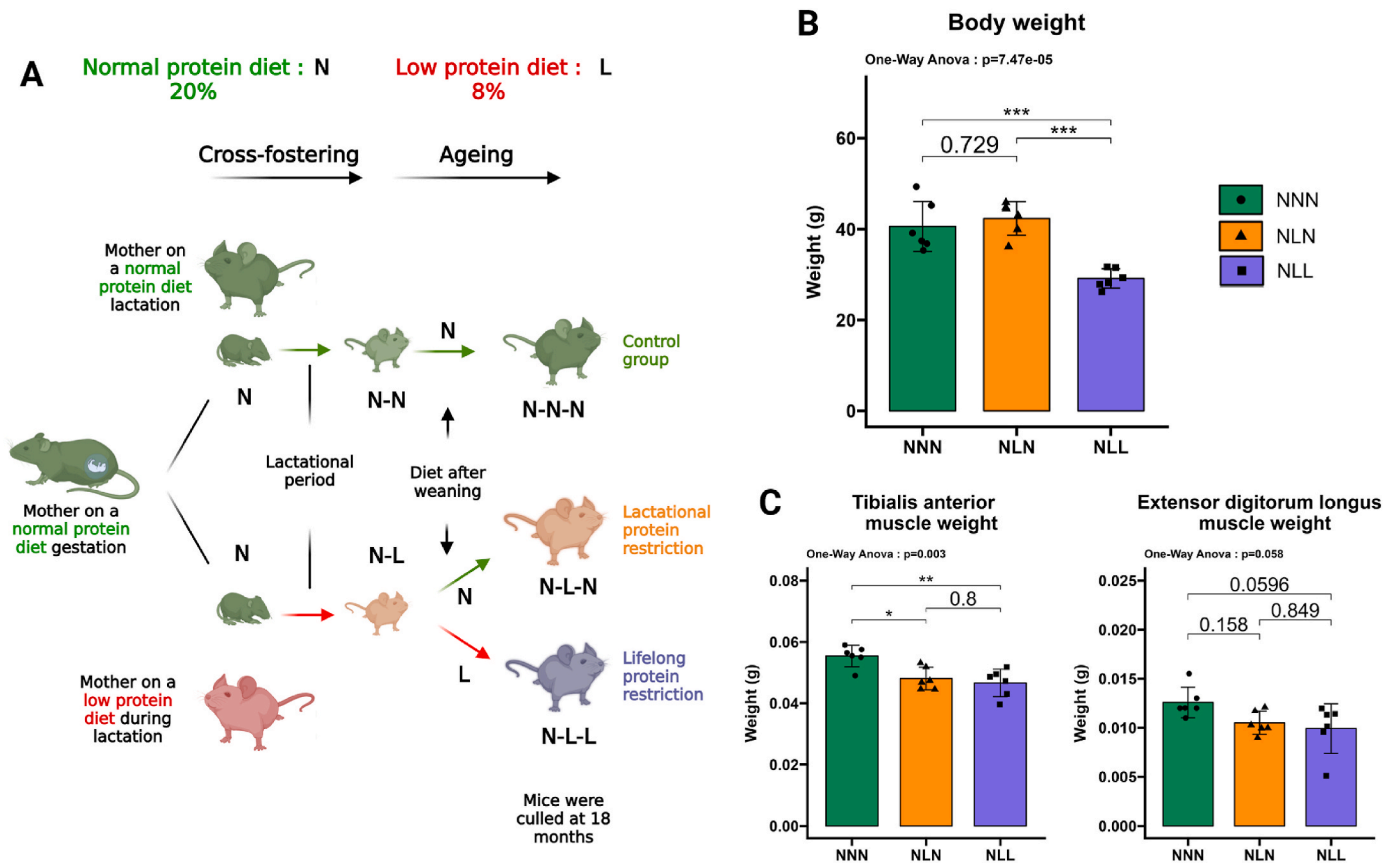 A
Normal protein diet : N
20%
Low protein diet : L
8%
Cross-fostering
Ageing
Mother on
a normal
protein diet
lactation
N
N
N-N
N-N-N
Control
group
Lactational
period
Diet after
weaning
Mother on a
normal protein
diet gestation
N
N-L
N
L
N-L-N
Lactational
protein
restriction
Mother on a
low protein
diet during
lactation
N-L-L
Lifelong
protein
restriction
Mice were
culled at 18
months
B
Body weight
One-Way Anova : p=7.47e-05
***
***
0.729
Weight (g)
60
40
20
0
NNN
NLN
NLL
NNN
NLN
NLL
C
Tibialis anterior
muscle weight
One-Way Anova : p=0.003
**
0.8
*
Weight (g)
0.08
0.06
0.04
0.02
0.00
NNN
NLN
NLL
Extensor digitorum longus
muscle weight
One-Way Anova : p=0.058
0.0596
0.849
0.158
Weight (g)
0.025
0.020
0.015
0.010
0.005
0.000
NNN
NLN
NLL